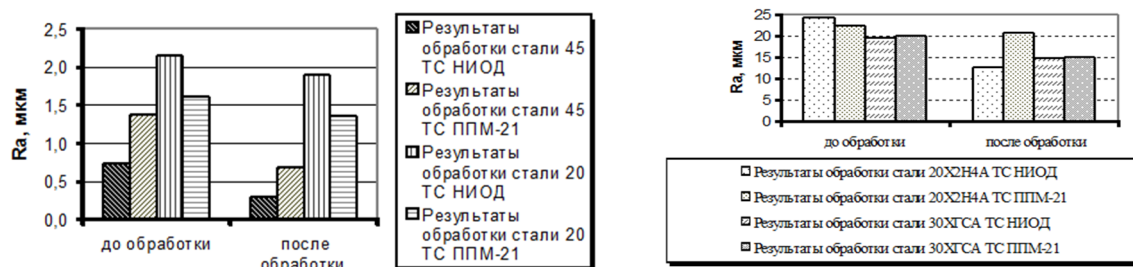 Ra, мкм
2,5
2,0
1,5
1,0
0,5
0,0
до обработки
после
обработки
Результаты
обработки стали 45
ТС НИОД
Результаты
обработки стали 45
ТС ППМ-21
Результаты
обработки стали 20
ТС НИОД
Результаты
обработки стали 20
ТС ППМ-21
Ra, мкм
25
20
15
10
5
0
до обработки
после обработки
Результаты обработки стали 20Х2Н4А ТС НИОД
Результаты обработки стали 20Х2Н4А ТС ППМ-21
Результаты обработки стали 30ХГСА ТС НИОД
Результаты обработки стали 30ХГСА ТС ППМ-21